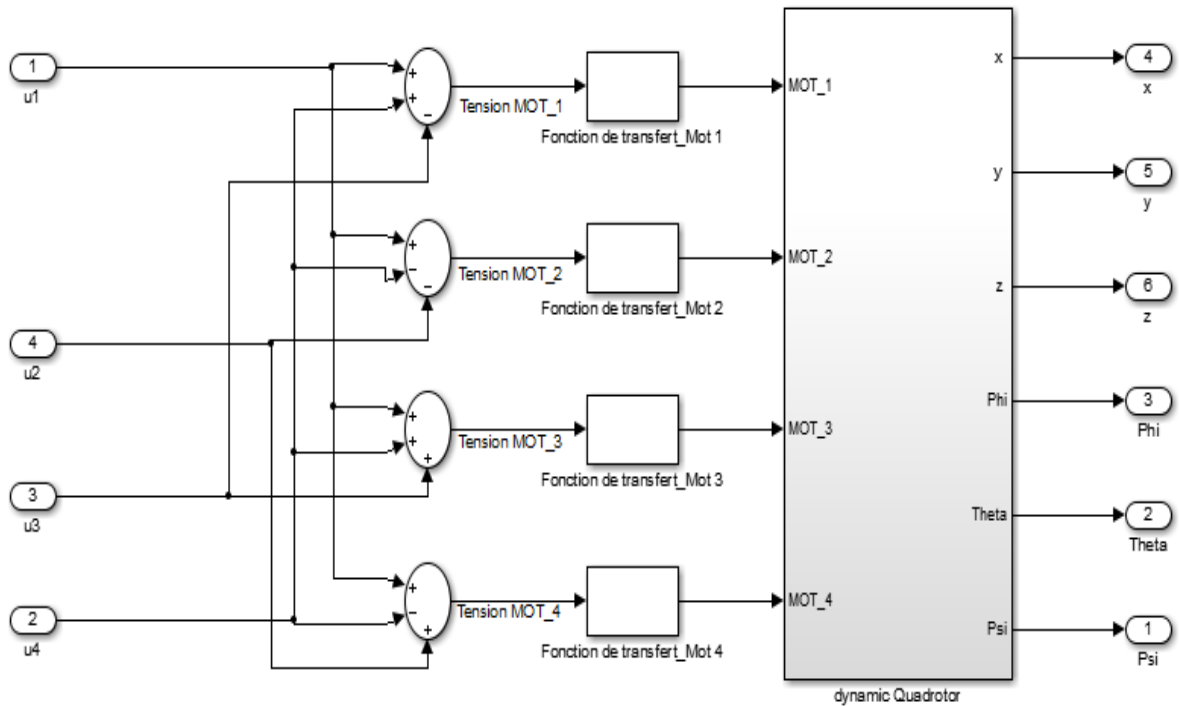 1
u1
4
u2
3
u3
2
u4
+
+
−
Tension MOT_1
Fonction de transfert_Mot 1
+
−
−
Tension MOT_2
Fonction de transfert_Mot 2
+
+
+
Tension MOT_3
Fonction de transfert_Mot 3
+
−
+
Tension MOT_4
Fonction de transfert_Mot 4
MOT_1
MOT_2
MOT_3
MOT_4
x
y
z
Phi
Theta
Psi
dynamic Quadrotor
4
x
5
y
6
z
3
Phi
2
Theta
1
Psi